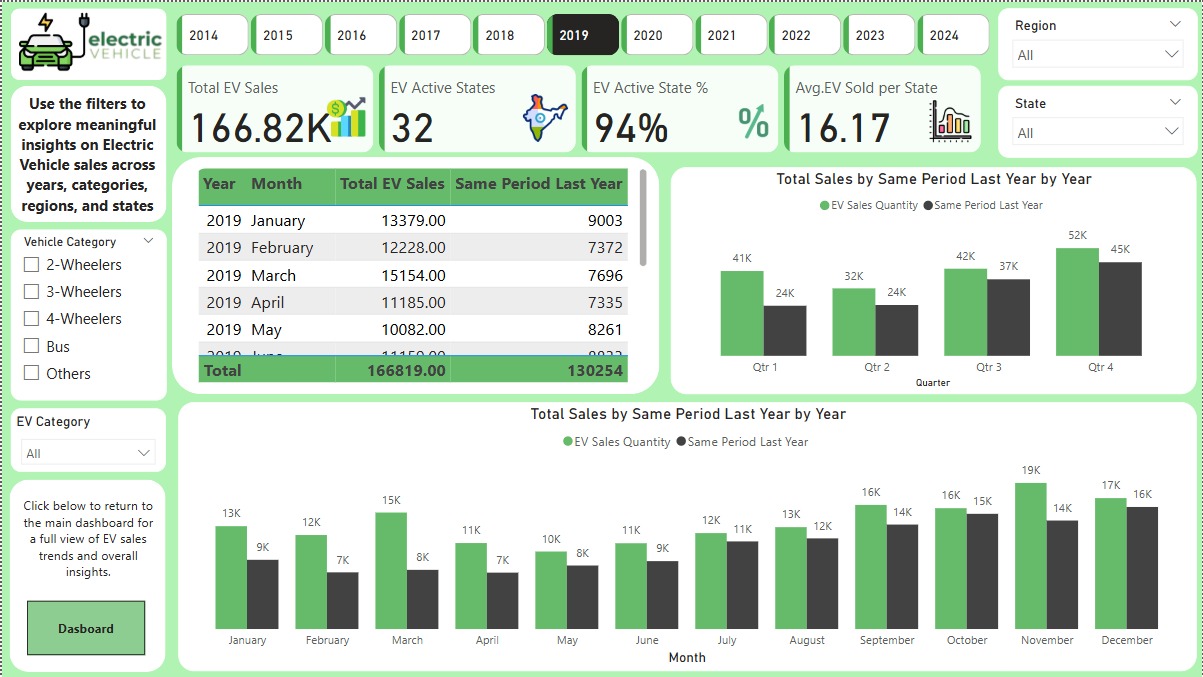 electric
VEHICLE
2014
2015
2016
2017
2018
2019
2020
2021
2022
2023
2024
Region
All
State
All
Use the filters to
explore meaningful
insights on Electric
Vehicle sales across
years, categories,
regions, and states
Total EV Sales
166.82K
EV Active States
32
EV Active State %
94%
%
Avg.EV Sold per State
16.17
Vehicle Category
2-Wheelers
3-Wheelers
4-Wheelers
Bus
Others
EV Category
All
Click below to return to
the main dashboard for
a full view of EV sales
trends and overall
insights.
Dasboard
Year Month Total EV Sales Same Period Last Year
2019 January 13379.00 9003
2019 February 12228.00 7372
2019 March 15154.00 7696
2019 April 11185.00 7335
2019 May 10082.00 8261
Total 166819.00 130254
Total Sales by Same Period Last Year by Year
EV Sales Quantity Same Period Last Year
41K 24K 32K 24K 42K 37K 52K 45K
Qtr 1 Qtr 2 Qtr 3 Qtr 4
Quarter
Total Sales by Same Period Last Year by Year
EV Sales Quantity Same Period Last Year
13K 9K 12K 7K 15K 8K 11K 7K 10K 8K 11K 9K 12K 11K 13K 12K 16K 14K 16K 15K 19K 14K 17K 16K
January February March April May June July August September October November December
Month